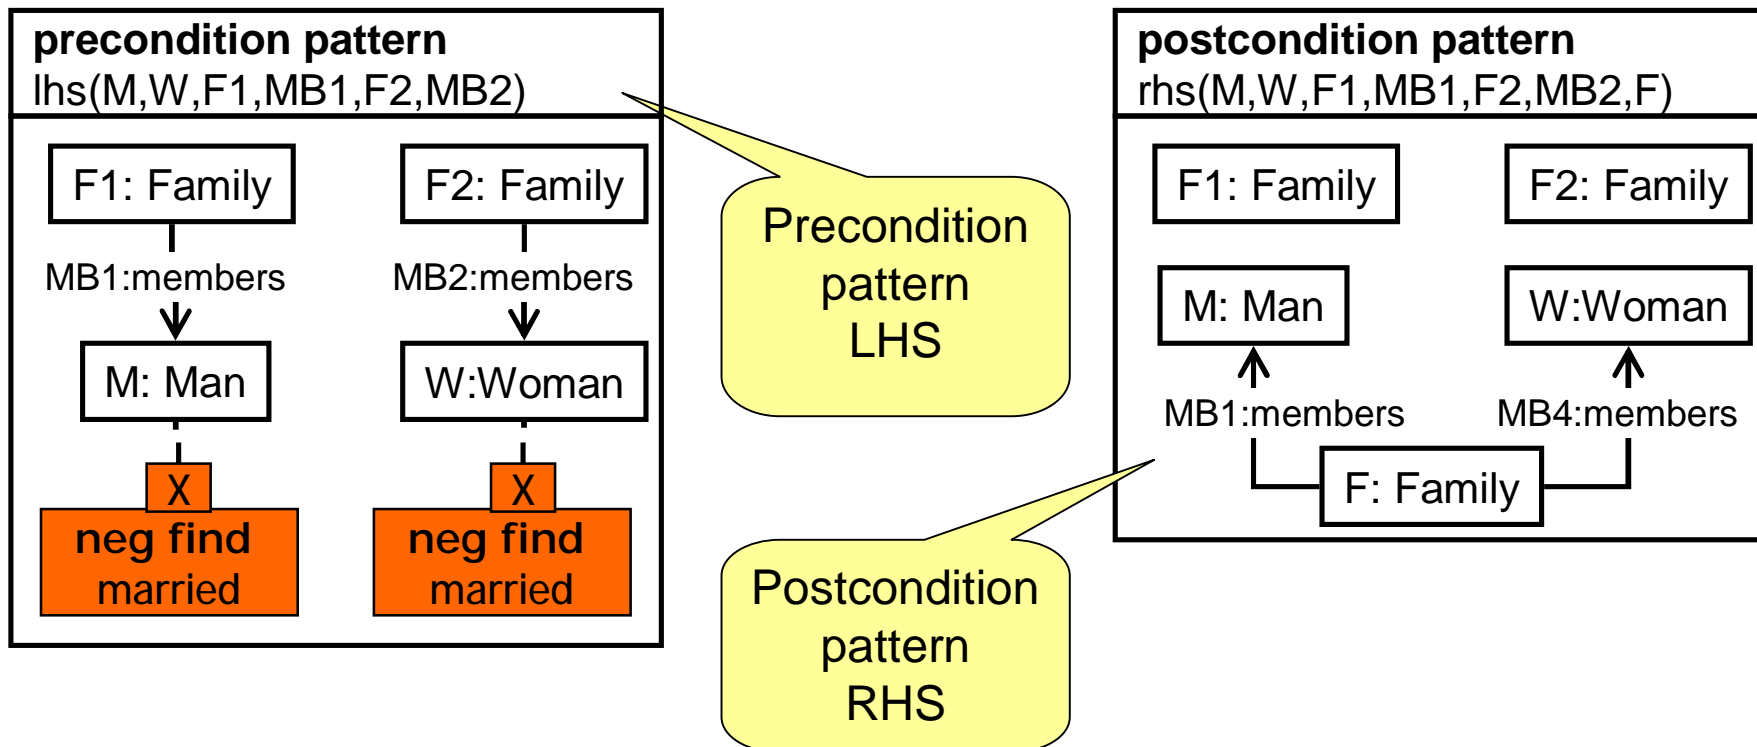 precondition pattern
lhs(M,W,F1,MB1,F2,MB2)
F1: Family
F2: Family
MB1:members
MB2:members
M: Man
W:Woman
X
X
neg find
married
neg find
married
Precondition
pattern
LHS
Postcondition
pattern
RHS
postcondition pattern
rhs(M,W,F1,MB1,F2,MB2,F)
F1: Family
F2: Family
M: Man
W:Woman
MB1:members
MB4:members
F: Family